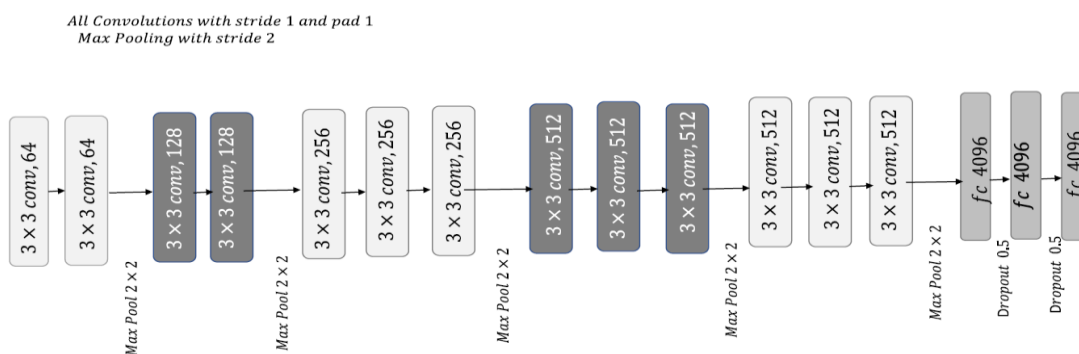 All Convolutions with stride 1 and pad 1
Max Pooling with stride 2
3 × 3 conv, 64
3 × 3 conv, 64
Max Pool 2 × 2
3 × 3 conv, 128
3 × 3 conv, 128
Max Pool 2 × 2
3 × 3 conv, 256
3 × 3 conv, 256
3 × 3 conv, 256
Max Pool 2 × 2
3 × 3 conv, 512
3 × 3 conv, 512
3 × 3 conv, 512
Max Pool 2 × 2
3 × 3 conv, 512
3 × 3 conv, 512
3 × 3 conv, 512
Max Pool 2 × 2
fc 4096
Dropout 0.5
fc 4096
Dropout 0.5
fc 4096